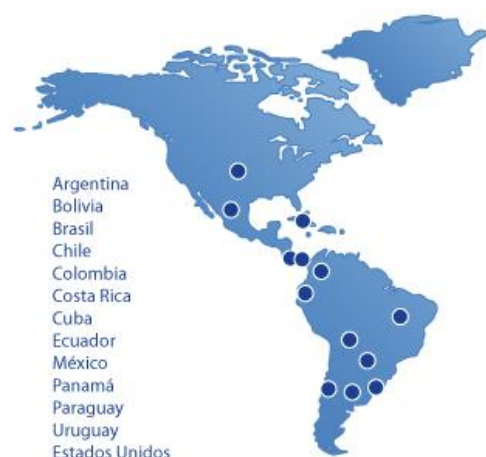 Argentina
Bolivia
Brasil
Chile
Colombia
Costa Rica
Cuba
Ecuador
México
Panamá
Paraguay
Uruguay
Estados Unidos